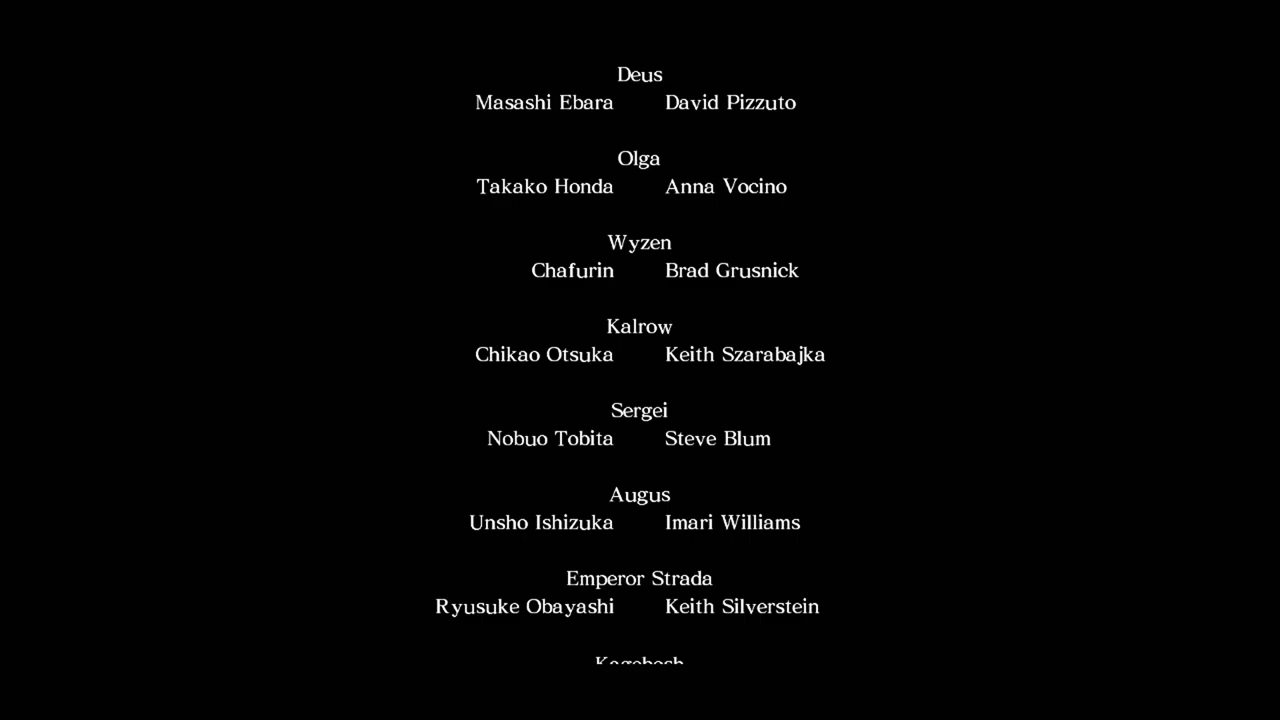 Deus
Masashi Ebara David Pizzuto
Olga
Takako Honda Anna Vocino
Wyzen
Chafurin Brad Grusnick
Kalrow
Chikao Otsuka Keith Szarabajka
Sergei
Nobuo Tobita Steve Blum
Augus
Unsho Ishizuka Imari Williams
Emperor Strada
Ryusuke Obayashi Keith Silverstein